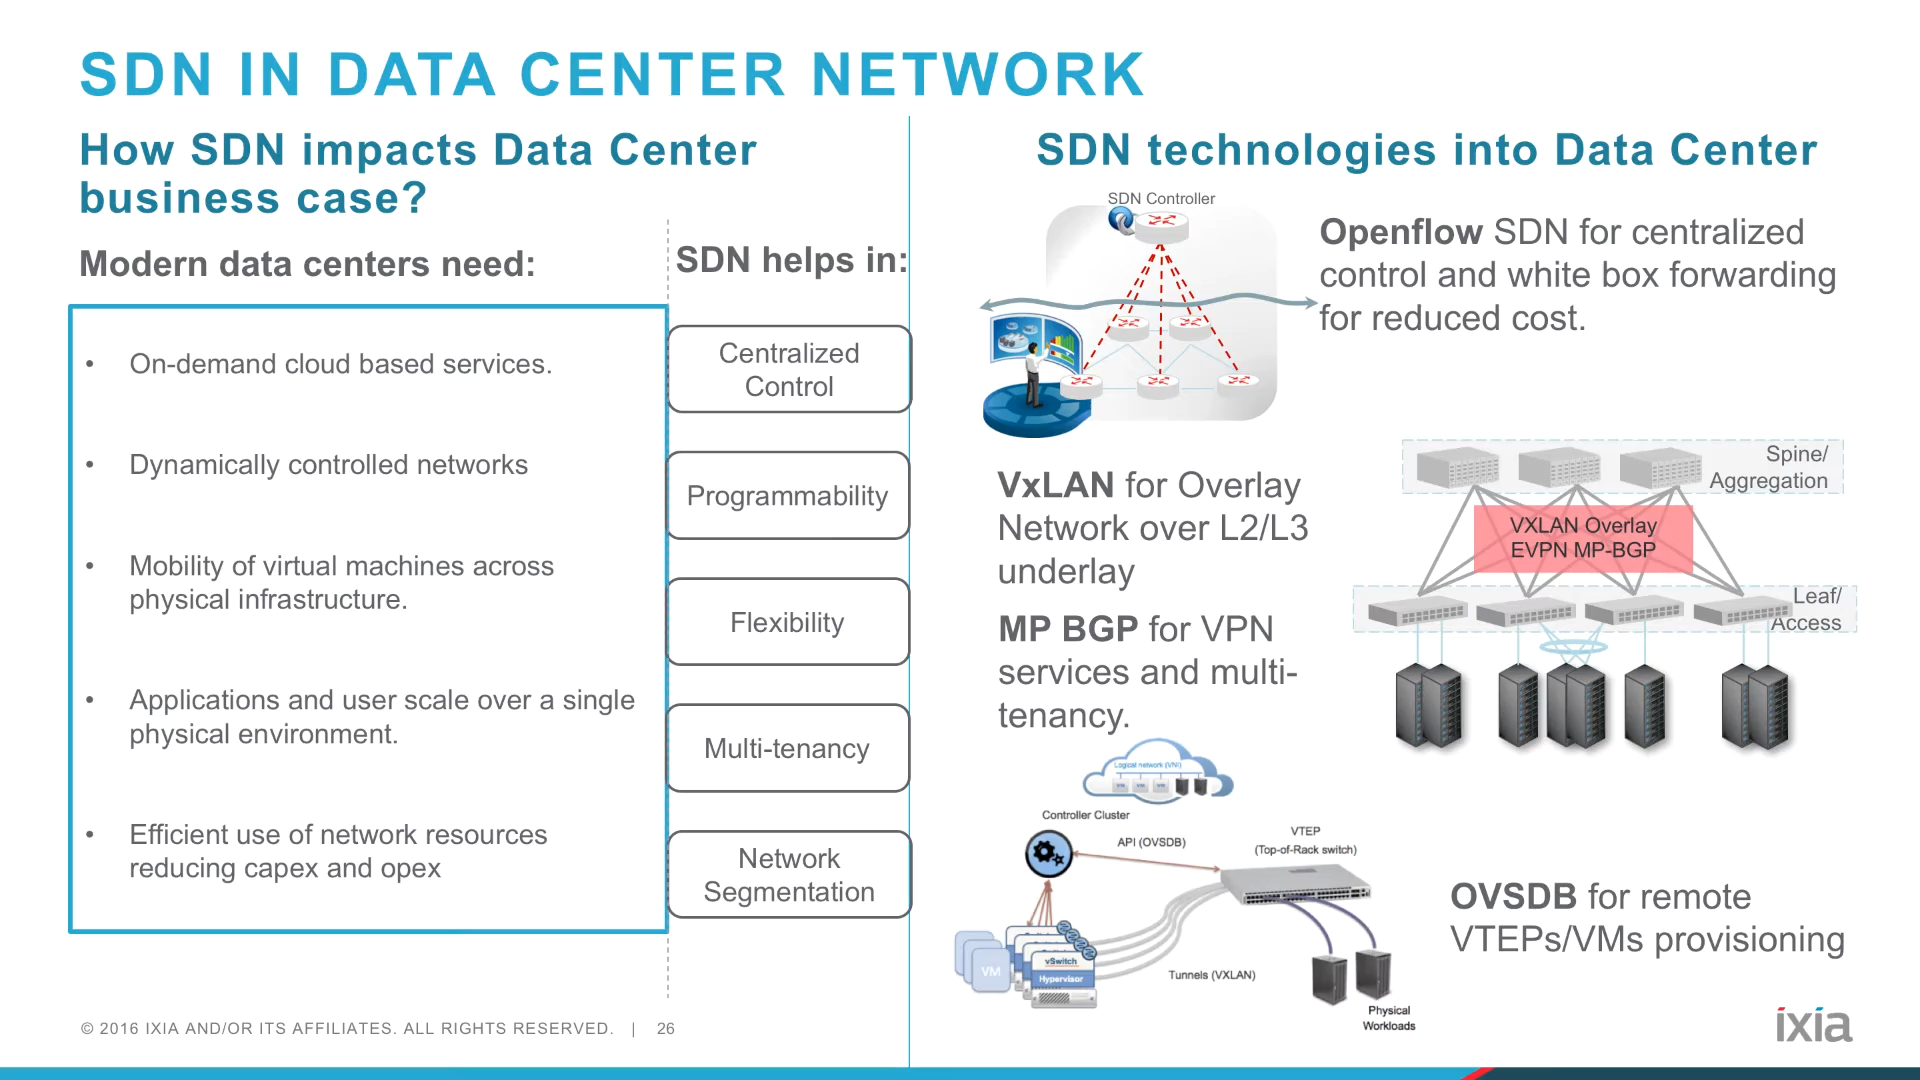 SDN IN DATA CENTER NETWORK
How SDN impacts Data Center
business case?
Modern data centers need:
SDN helps in:
• On-demand cloud based services.
• Dynamically controlled networks
• Mobility of virtual machines across
physical infrastructure.
• Applications and user scale over a single
physical environment.
• Efficient use of network resources
reducing capex and opex
Centralized
Control
Programmability
Flexibility
Multi-tenancy
Network
Segmentation
SDN technologies into Data Center
SDN Controller
Openflow SDN for centralized
control and white box forwarding
for reduced cost.
VxLAN for Overlay
Network over L2/L3
underlay
MP BGP for VPN
services and multi-
tenancy.
Spine/
Aggregation
VXLAN Overlay
EVPN MP-BGP
Leaf/
Access
Logical network (VNI)
Controller Cluster
API (OVSDB)
VTEP
(Top-of-Rack switch)
VM
vSwitch
Hypervisor
Tunnels (VXLAN)
Physical
Workloads
OVSDB for remote
VTEPs/VMs provisioning
© 2016 IXIA AND/OR ITS AFFILIATES. ALL RIGHTS RESERVED. | 26
ixia